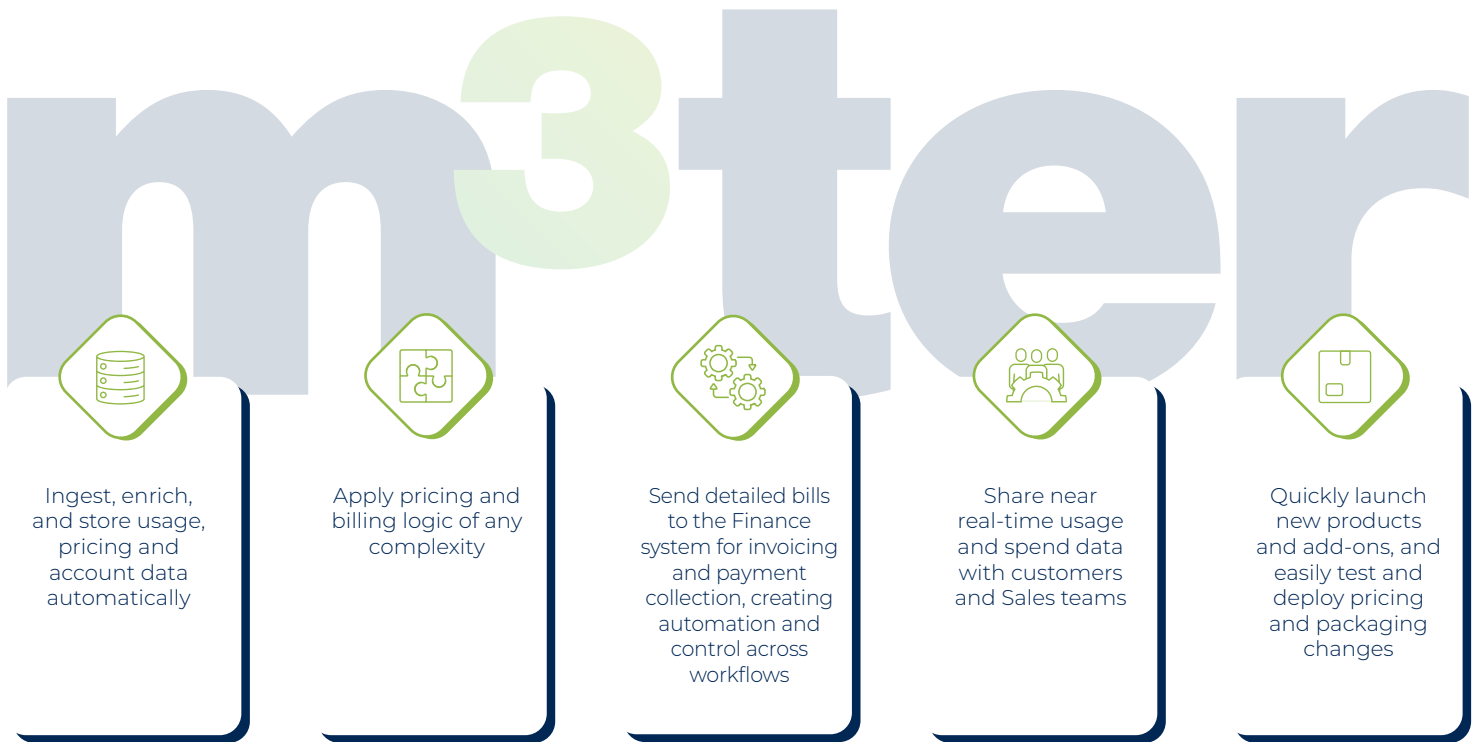 m3ter
Ingest, enrich,
and store usage,
pricing and
account data
automatically
Apply pricing and
billing logic of any
complexity
Send detailed bills
to the Finance
system for invoicing
and payment
collection, creating
automation and
control across
workflows
Share near
real-time usage
and spend data
with customers
and Sales teams
Quickly launch
new products
and add-ons, and
easily test and
deploy pricing
and packaging
changes